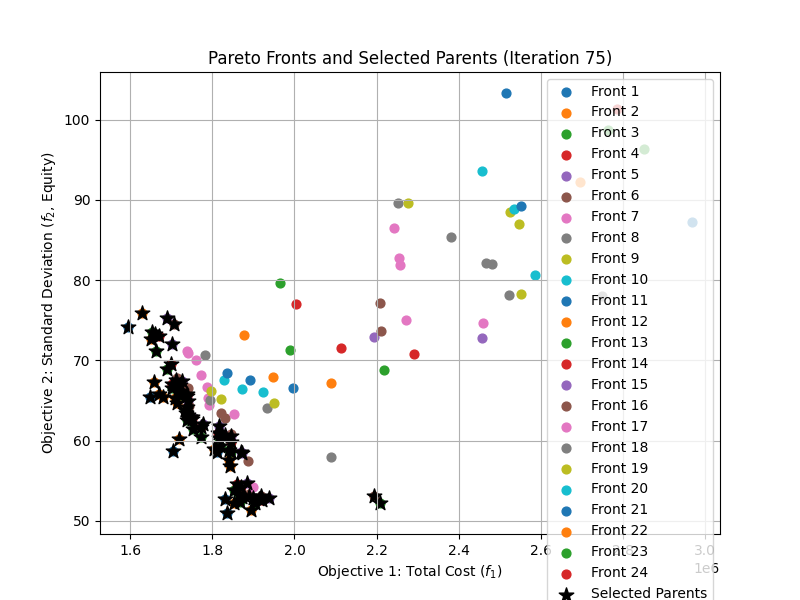 Pareto Fronts and Selected Parents (Iteration 75)
Objective 2: Standard Deviation (f₂, Equity)
100
90
80
70
60
50
1.6
1.8
2.0
2.2
2.4
2.6
2.8
3.0
1e6
Objective 1: Total Cost (f₁)
Front 1
Front 2
Front 3
Front 4
Front 5
Front 6
Front 7
Front 8
Front 9
Front 10
Front 11
Front 12
Front 13
Front 14
Front 15
Front 16
Front 17
Front 18
Front 19
Front 20
Front 21
Front 22
Front 23
Front 24
Selected Parents